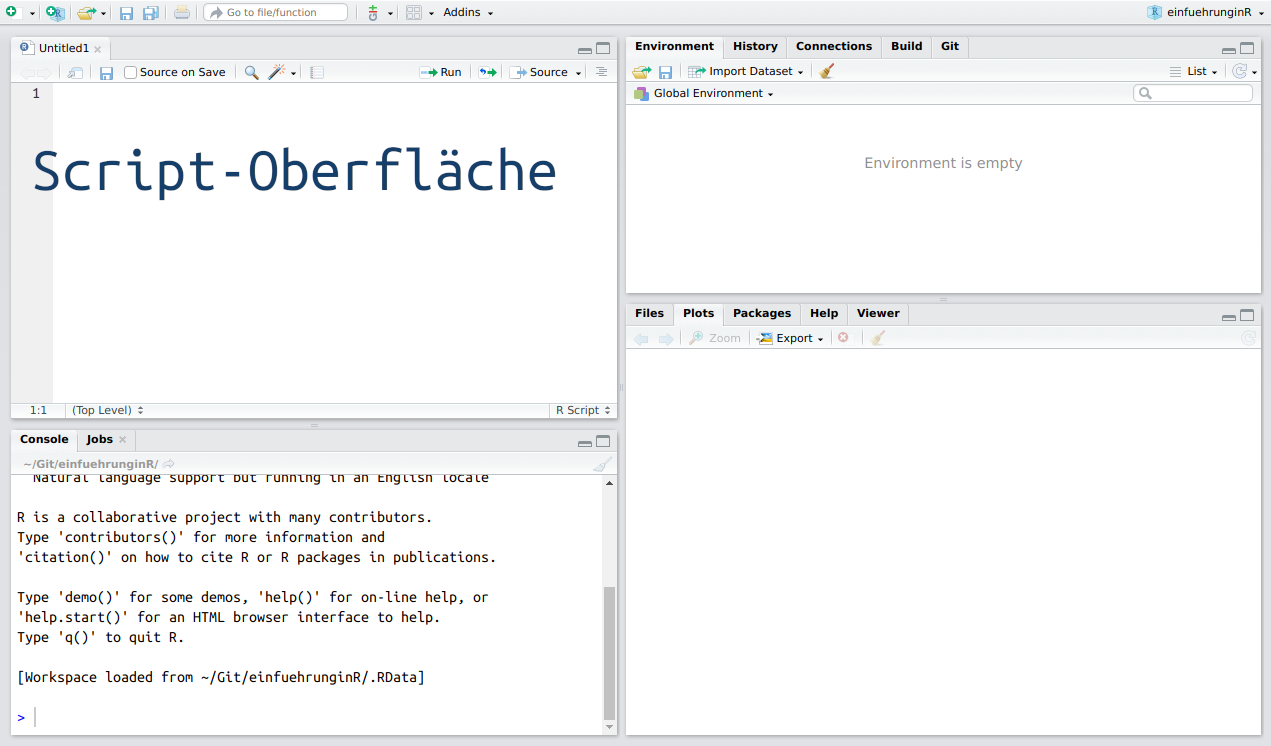 Go to file/function
Addins
einfuehrunginR
Untitled1
Source on Save
Run
Source
1
Script-Oberfläche
1:1
(Top Level)
R Script
Console Jobs
~/Git/einfuehrunginR/
Natural language support but running in an English locale
R is a collaborative project with many contributors.
Type 'contributors()' for more information and
'citation()' on how to cite R or R packages in publications.
Type 'demo()' for some demos, 'help()' for on-line help, or
'help.start()' for an HTML browser interface to help.
Type 'q()' to quit R.
[Workspace loaded from ~/Git/einfuehrunginR/.RData]
>
Environment History Connections Build Git
Import Dataset
List
Global Environment
Environment is empty
Files Plots Packages Help Viewer
Zoom Export